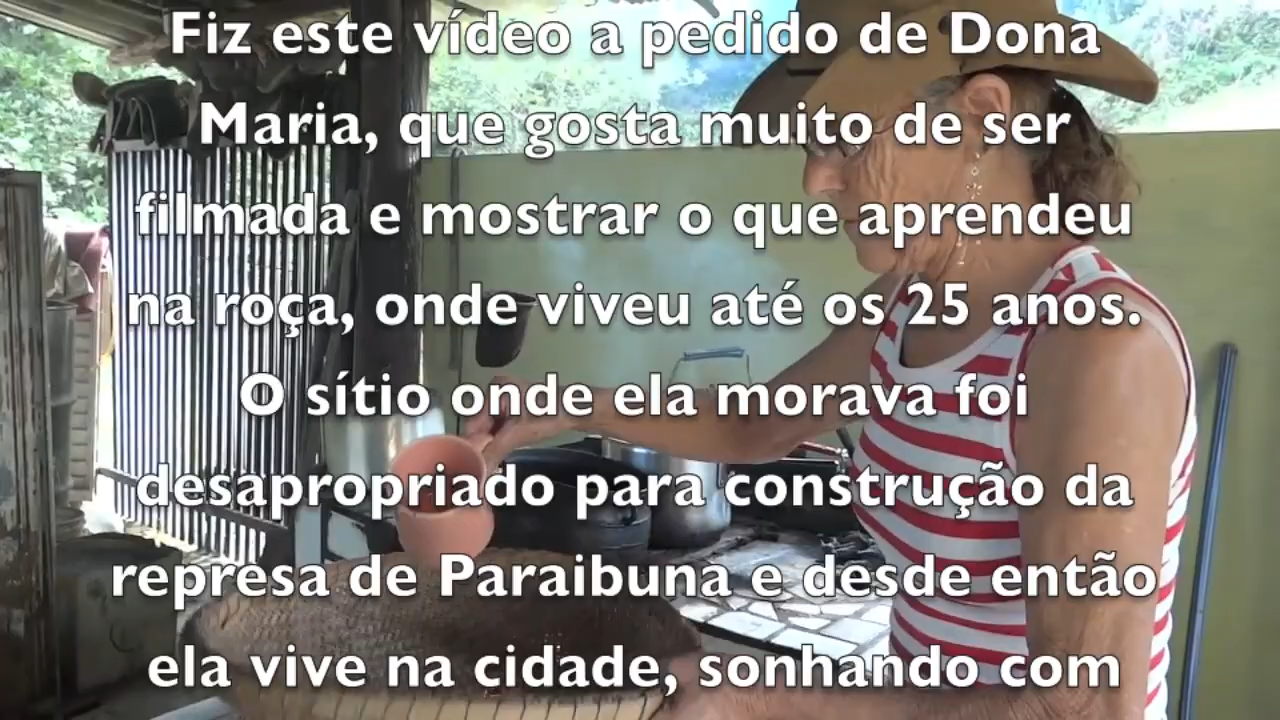 Fiz este vídeo a pedido de Dona
Maria, que gosta muito de ser
filmada e mostrar o que aprendeu
na roça, onde viveu até os 25 anos.
O sítio onde ela morava foi
desapropriado para construção da
represa de Paraibuna e desde então
ela vive na cidade, sonhando com